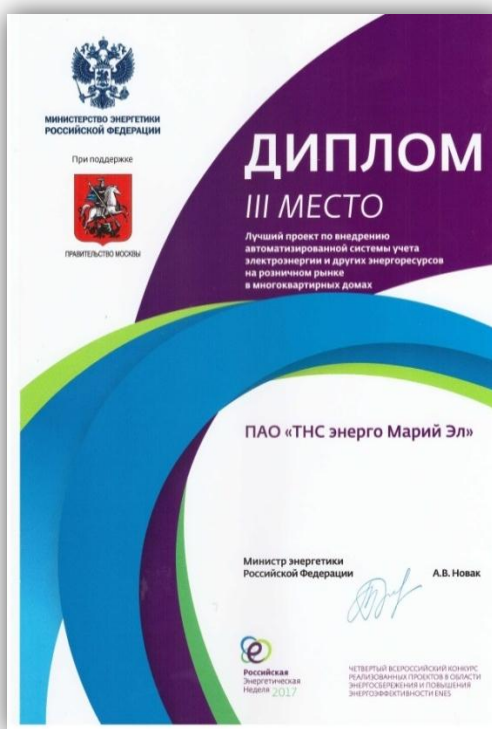 МИНИСТЕРСТВО ЭНЕРГЕТИКИ
РОССИЙСКОЙ ФЕДЕРАЦИИ
При поддержке
ПРАВИТЕЛЬСТВО МОСКВЫ
ДИПЛОМ
III МЕСТО
Лучший проект по внедрению
автоматизированной системы учета
электроэнергии и других энергоресурсов
на розничном рынке
в многоквартирных домах
ПАО «ТНС энерго Марий Эл»
Министр энергетики
Российской Федерации
А.В. Новак
Российская
Энергетическая
Неделя 2017
ЧЕТВЕРТЫЙ ВСЕРОССИЙСКИЙ КОНКУРС
РЕАЛИЗОВАННЫХ ПРОЕКТОВ В ОБЛАСТИ
ЭНЕРГОСБЕРЕЖЕНИЯ И ПОВЫШЕНИЯ
ЭНЕРГОЭФФЕКТИВНОСТИ ENES